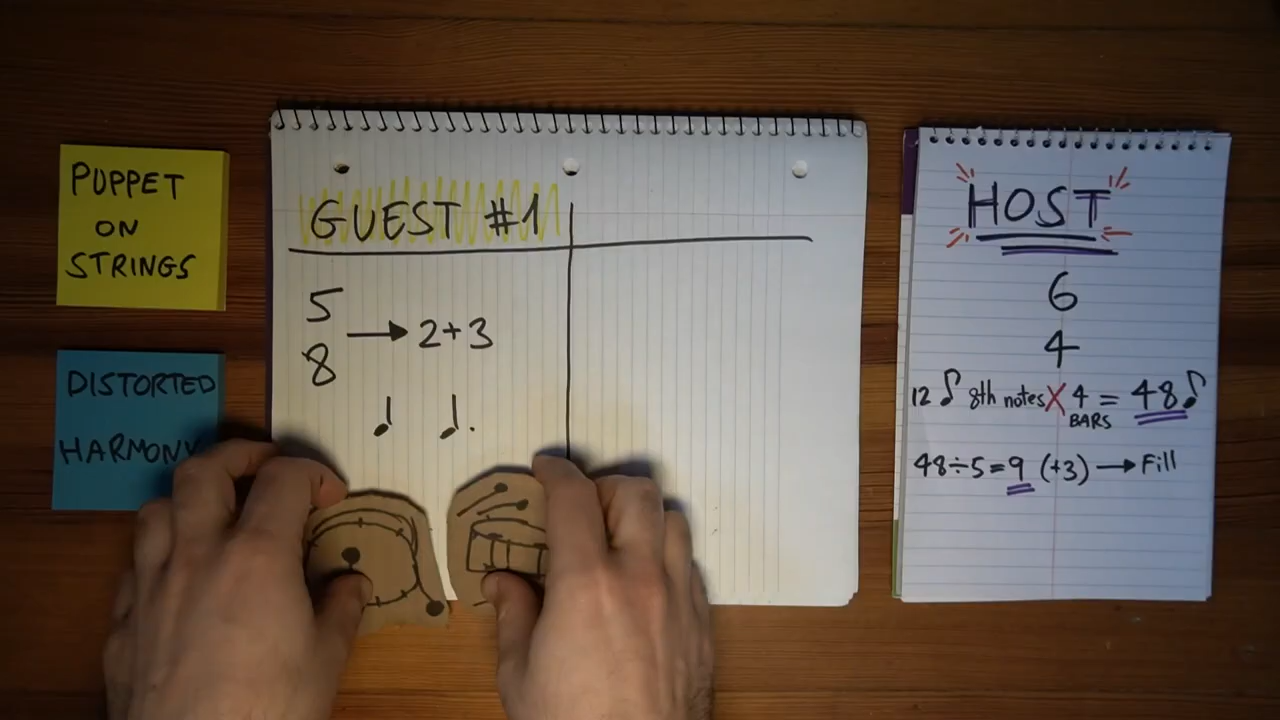 PUPPET
ON
STRINGS
DISTORTED
HARMONY
GUEST #1
5
8 → 2+3
HOST
6
4
12 ♪ 8th notes X 4 = 48 ♪
BARS
48÷5=9 (+3) → Fill